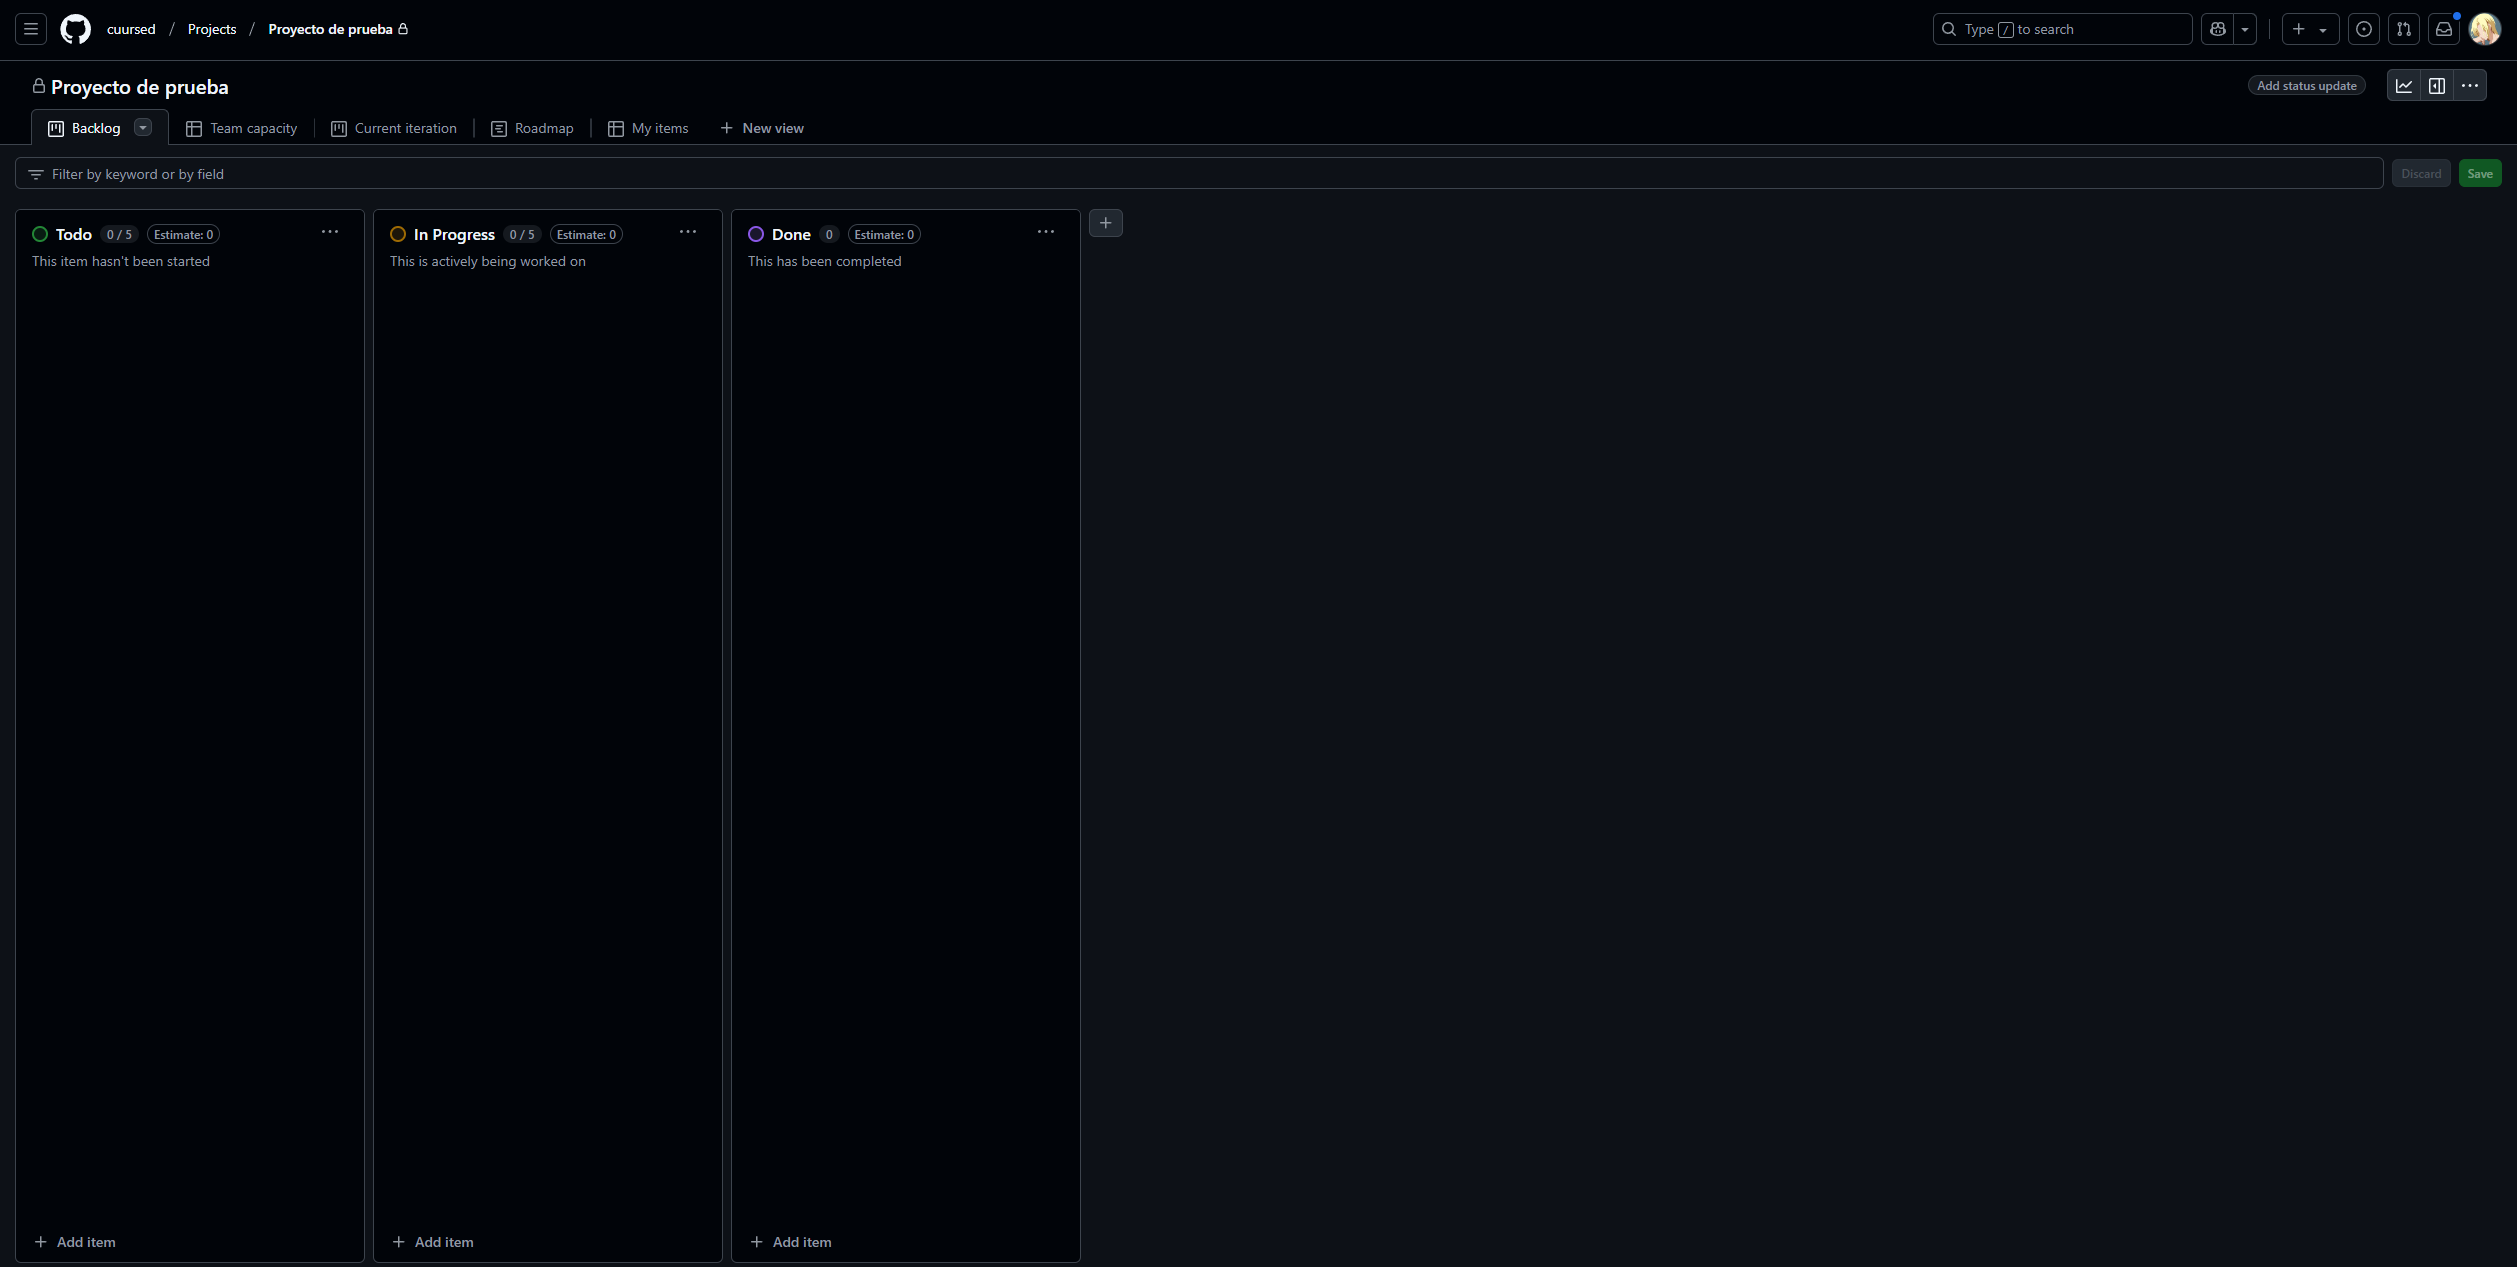 cuursed / Projects / Proyecto de prueba
Type / to search
Proyecto de prueba
Add status update
Backlog
Team capacity
Current iteration
Roadmap
My items
New view
Filter by keyword or by field
Discard
Save
Todo 0 / 5 Estimate: 0
This item hasn't been started
Add item
In Progress 0 / 5 Estimate: 0
This is actively being worked on
Add item
Done 0 Estimate: 0
This has been completed
Add item